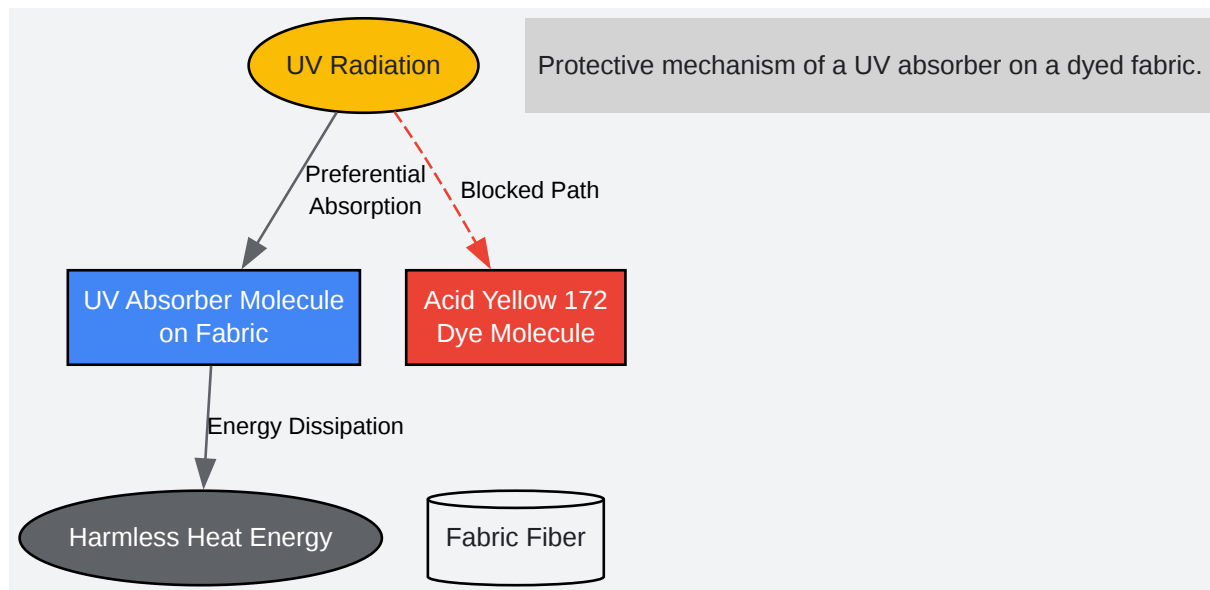 UV Radiation
Protective mechanism of a UV absorber on a dyed fabric.
Preferential
Absorption
Blocked Path
UV Absorber Molecule
on Fabric
Acid Yellow 172
Dye Molecule
Energy Dissipation
Harmless Heat Energy
Fabric Fiber